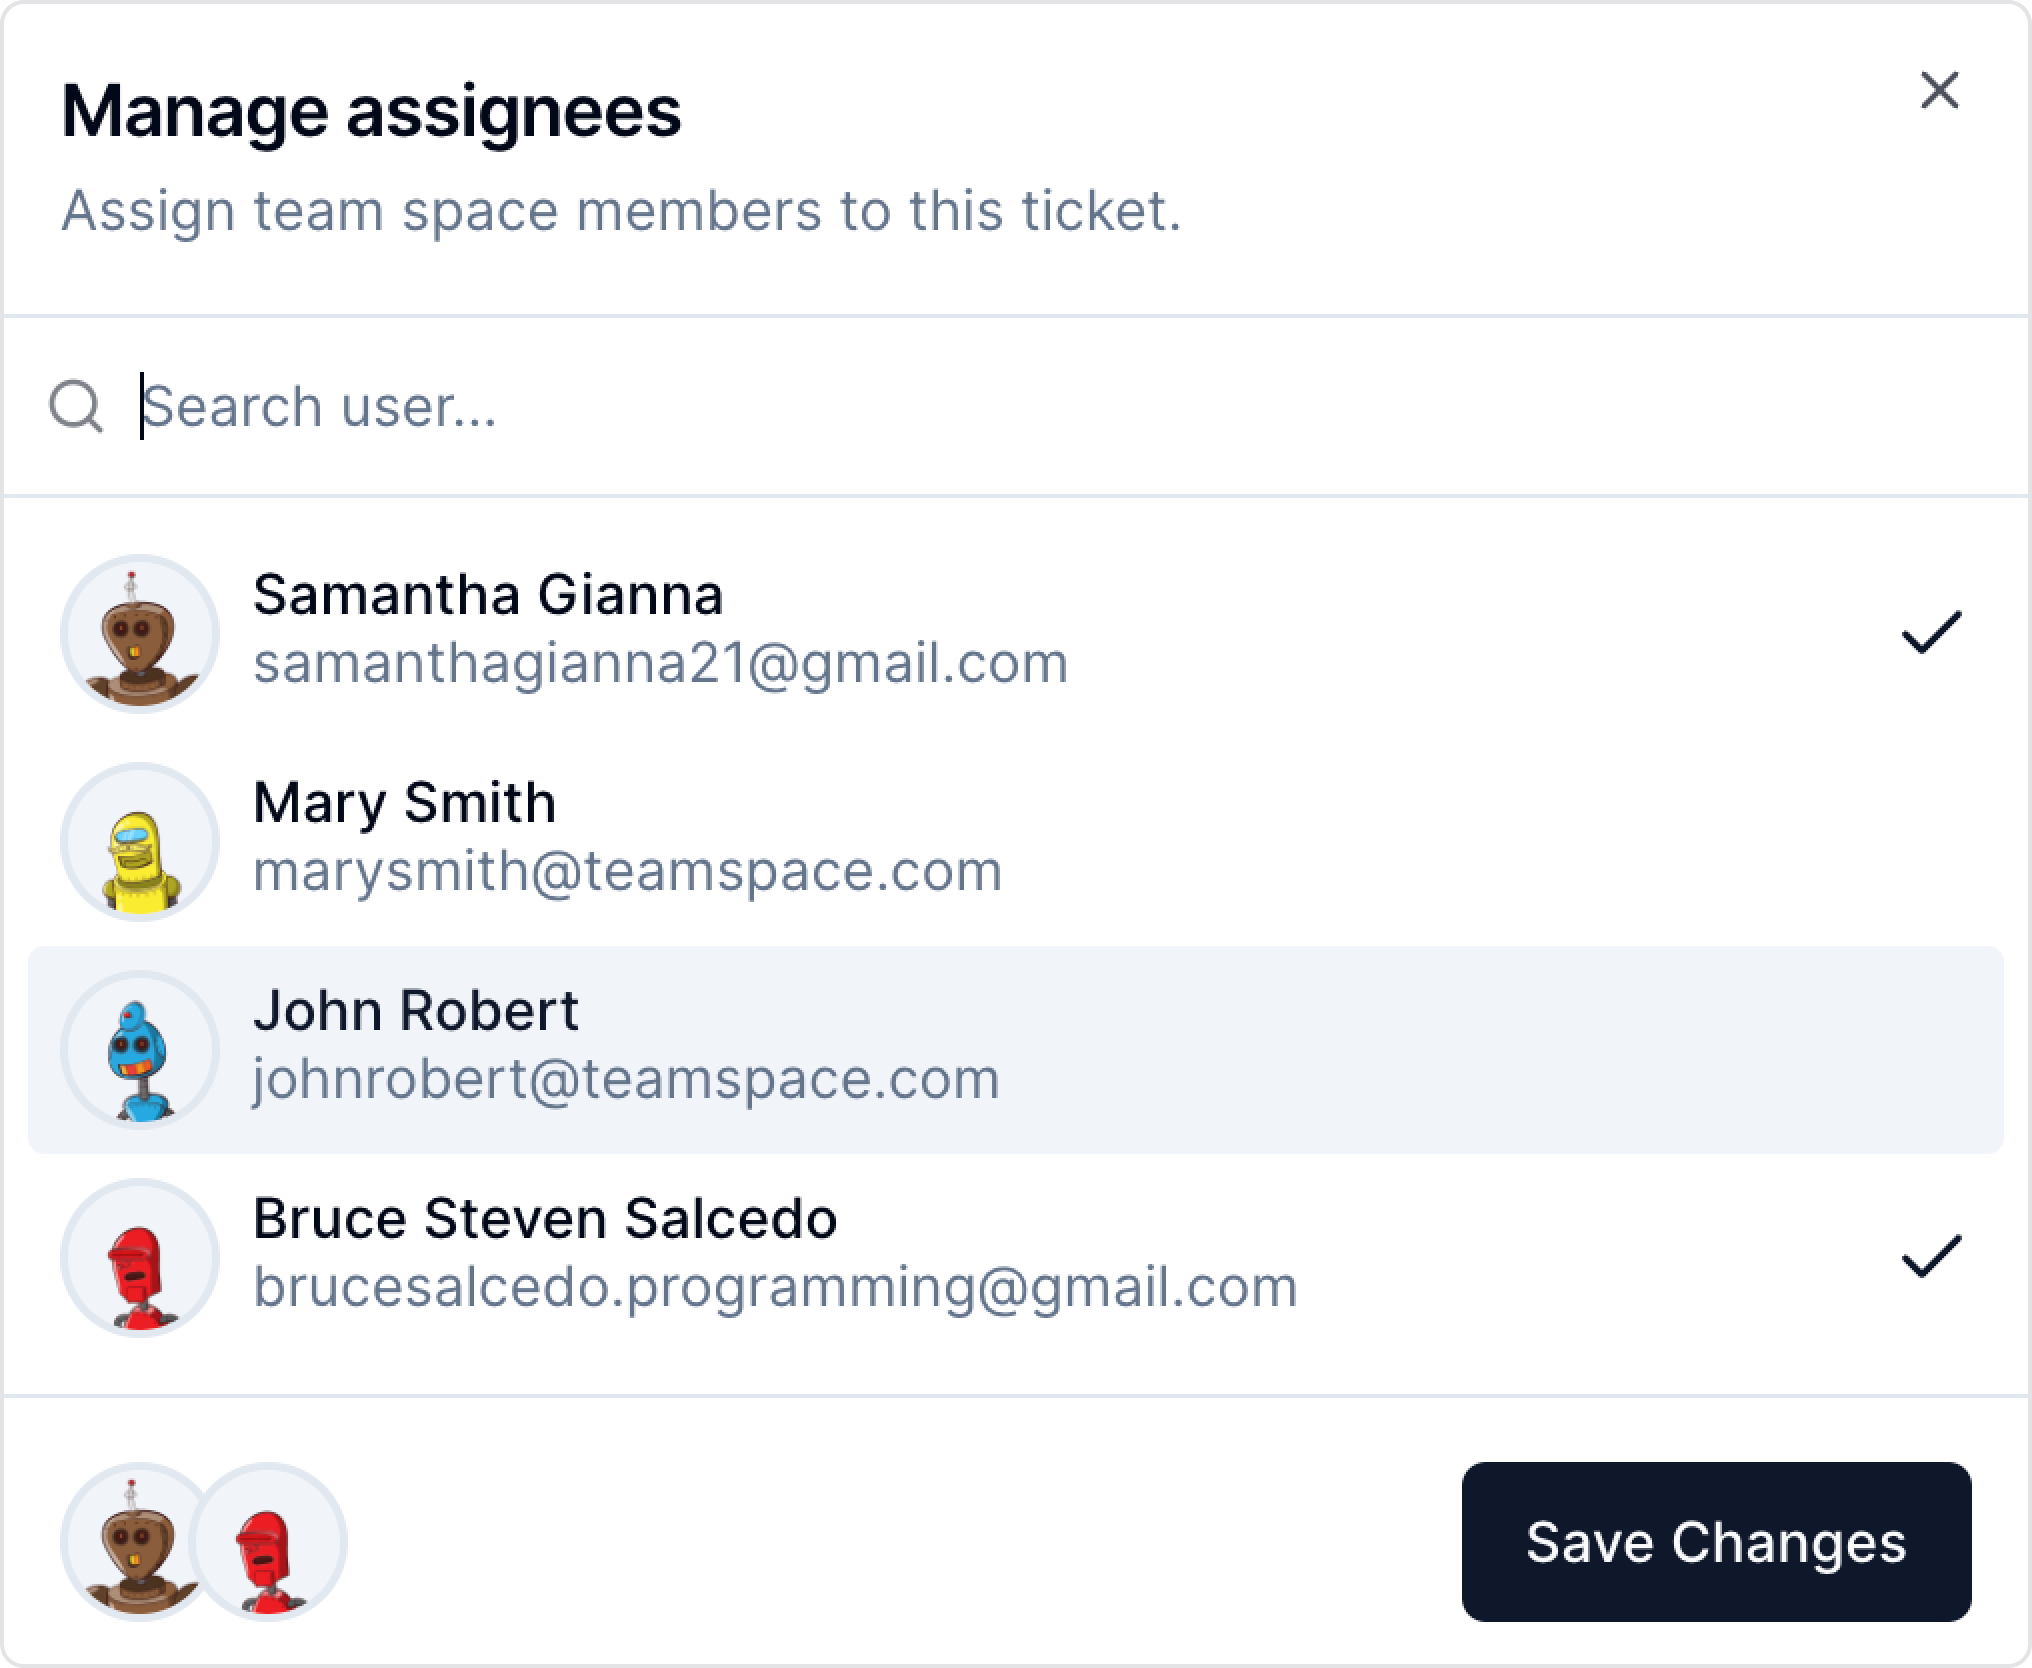 Manage assignees
Assign team space members to this ticket.
Search user...
Samantha Gianna
samanthagianna21@gmail.com
Mary Smith
marysmith@teamspace.com
John Robert
johnrobert@teamspace.com
Bruce Steven Salcedo
brucesalcedo.programming@gmail.com
Save Changes